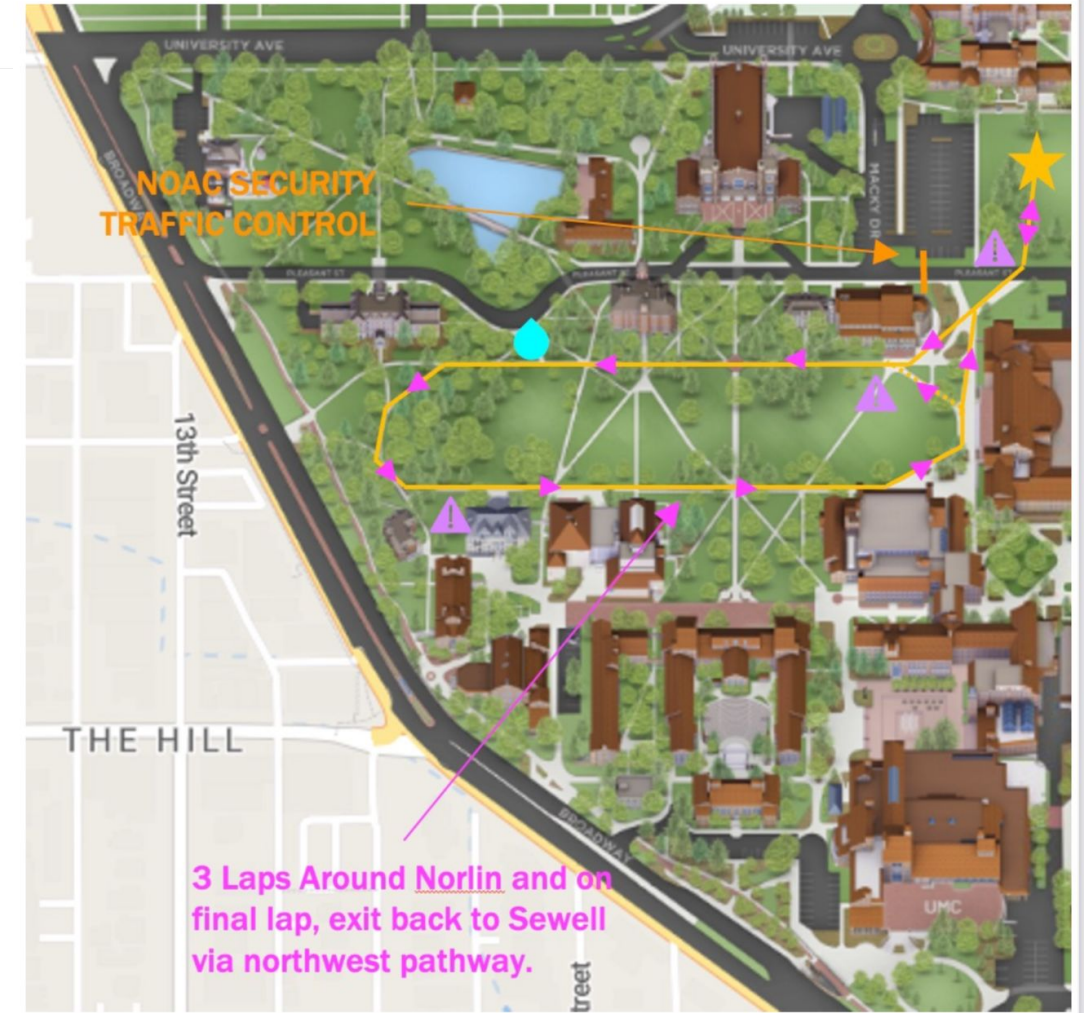 UNIVERSITY AVE
UNIVERSITY AVE
BROADWAY
NOAC SECURITY
TRAFFIC CONTROL
MACKY DR
PLEASANT ST
PLEASANT ST
PLEASANT ST
13th Street
THE HILL
BROADWAY
3 Laps Around Norlin and on
final lap, exit back to Sewell
via northwest pathway.
UMC